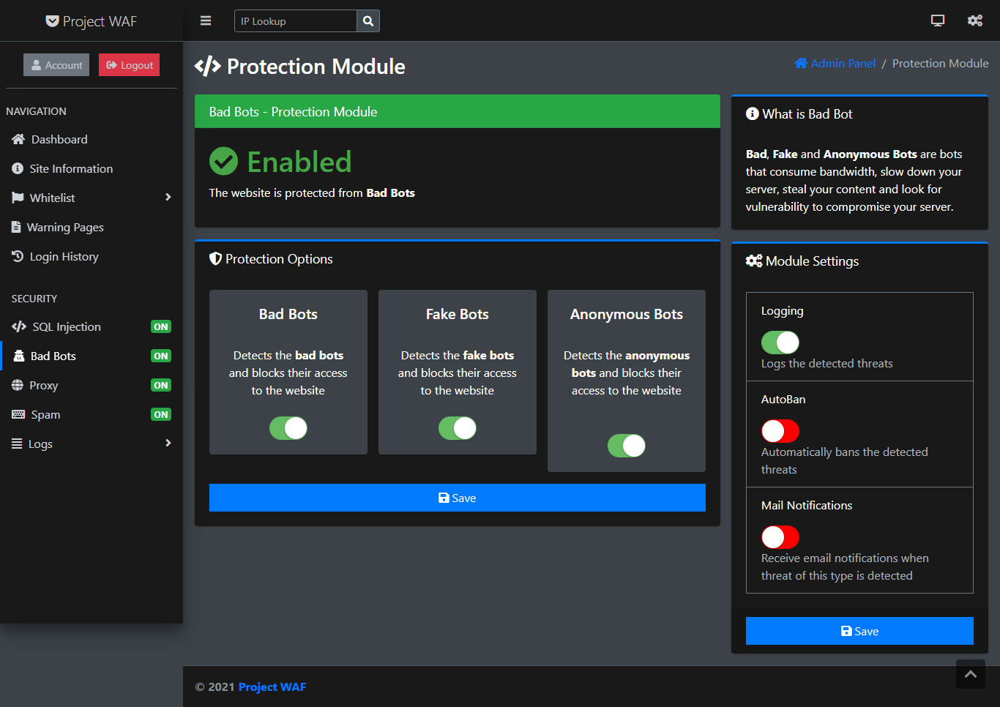 Project WAF
IP Lookup
Account
Logout
NAVIGATION
Dashboard
Site Information
Whitelist
Warning Pages
Login History
SECURITY
SQL Injection ON
Bad Bots ON
Proxy ON
Spam ON
Logs
Protection Module
Admin Panel / Protection Module
Bad Bots - Protection Module
Enabled
The website is protected from Bad Bots
Protection Options
Bad Bots
Detects the bad bots
and blocks their access
to the website
Fake Bots
Detects the fake bots
and blocks their access
to the website
Anonymous Bots
Detects the anonymous
bots and blocks their
access to the website
Save
What is Bad Bot
Bad, Fake and Anonymous Bots are bots
that consume bandwidth, slow down your
server, steal your content and look for
vulnerability to compromise your server.
Module Settings
Logging
Logs the detected threats
AutoBan
Automatically bans the detected
threats
Mail Notifications
Receive email notifications when
threat of this type is detected
Save
© 2021 Project WAF